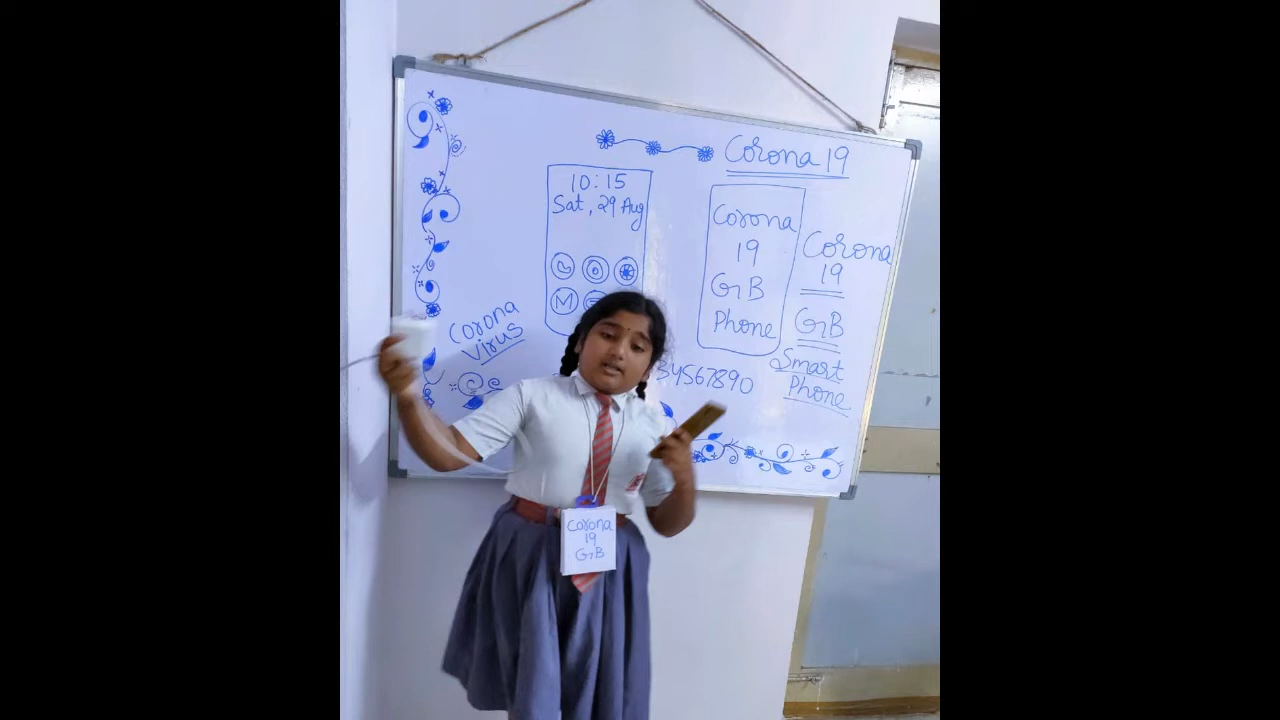 Corona 19
10:15
Sat, 29 Aug
M
Corona
19
GB
Phone
Corona
19
GB
Smart
Phone
Corona
Virus
34567890
Corona
19
GB